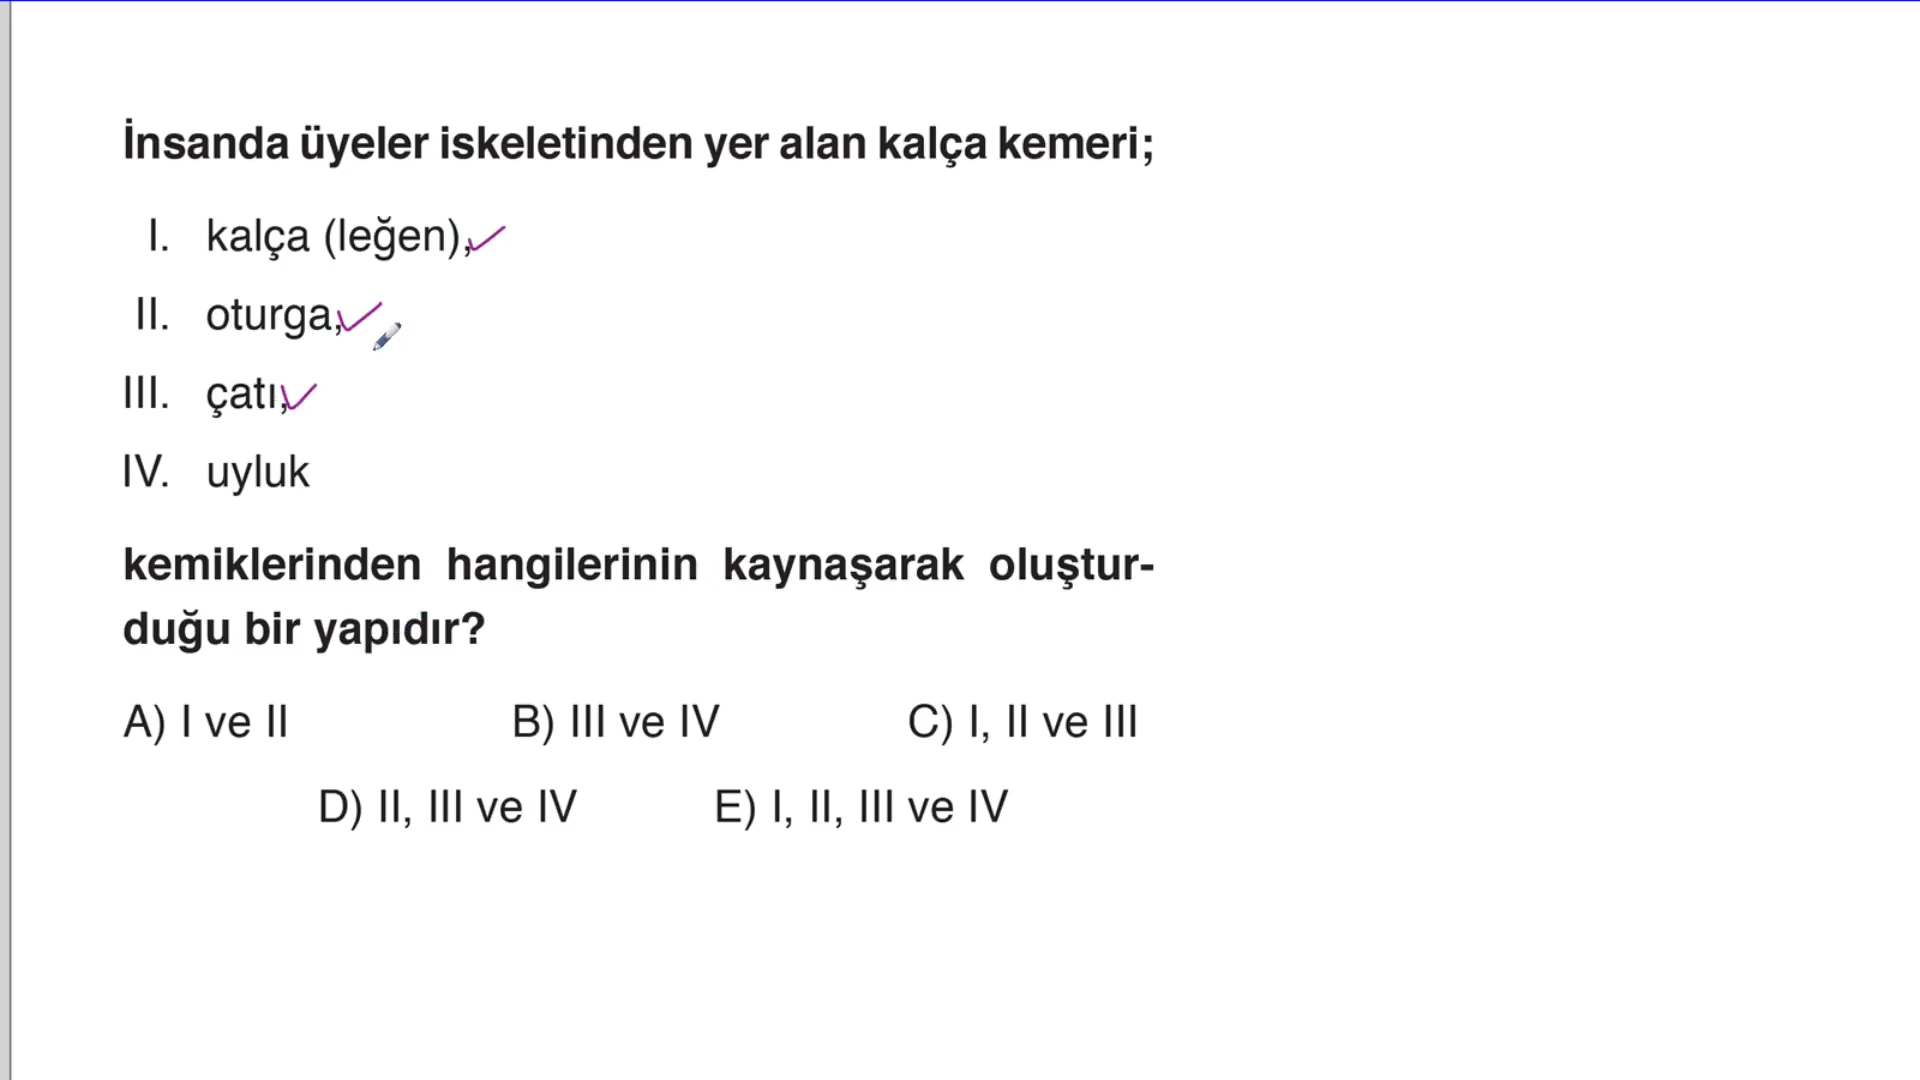 İnsanda üyeler iskeletinden yer alan kalça kemeri;
I. kalça (leğen),
II. oturga,
III. çatı,
IV. uyluk
kemiklerinden hangilerinin kaynaşarak oluştur-
duğu bir yapıdır?
A) I ve II B) III ve IV C) I, II ve III
D) II, III ve IV E) I, II, III ve IV